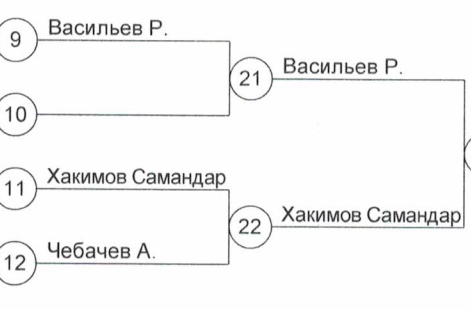 9 Васильев Р.
21 Васильев Р.
10
11 Хакимов Самандар
22 Хакимов Самандар
12 Чебачев А.